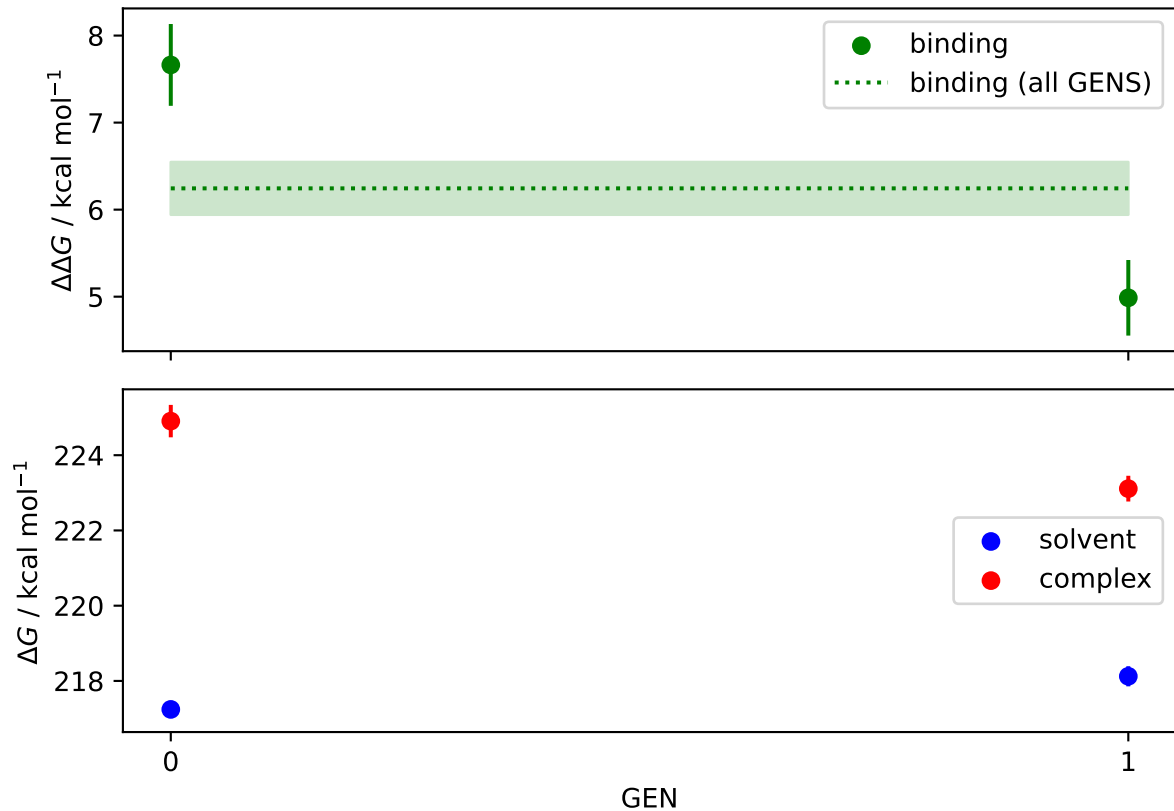 8
7
6
5
ΔΔG / kcal mol⁻¹
binding
binding (all GENS)
224
222
220
218
ΔG / kcal mol⁻¹
solvent
complex
0
1
GEN